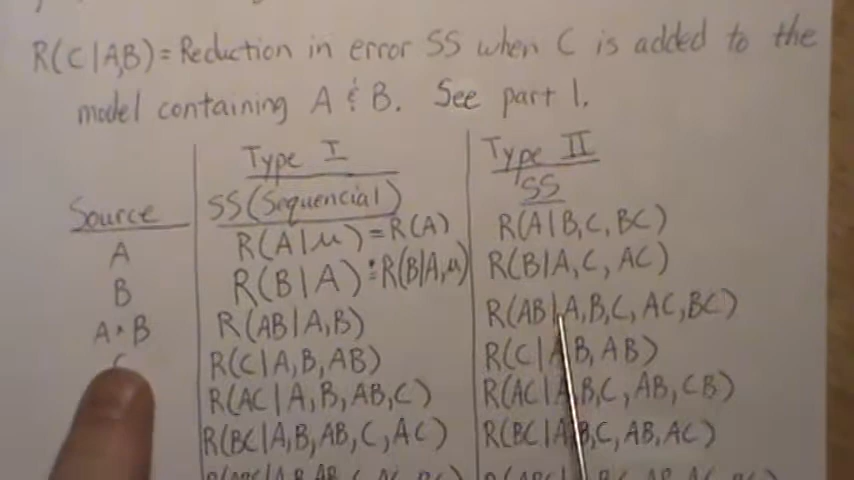 R(C|A,B) = Reduction in error SS when C is added to the
model containing A & B. See part 1.
Type I Type II
Source SS(Sequencial) SS
A R(A|μ) = R(A) R(A|B,C,BC)
B R(B|A) = R(B|A,μ) R(B|A,C,AC)
A*B R(AB|A,B) R(AB|A,B,C,AC,BC)
C R(C|A,B,AB) R(C|A,B,AB)
R(AC|A,B,AB,C) R(AC|A,B,C,AB,CB)
R(BC|A,B,AB,C,AC) R(BC|A,B,C,AB,AC)